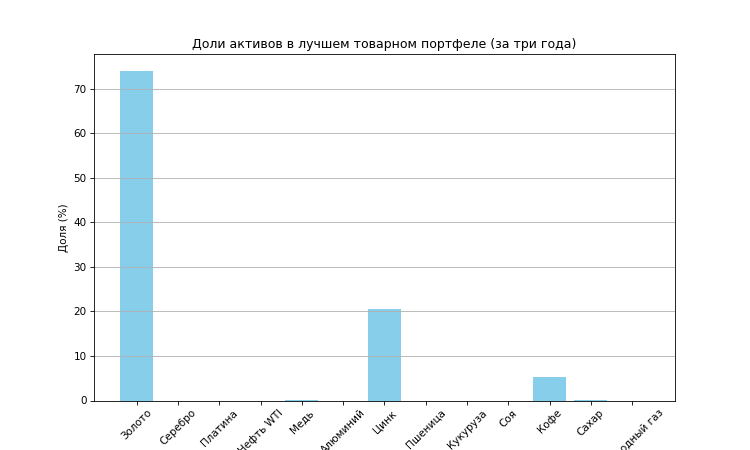 Доли активов в лучшем товарном портфеле (за три года)
Доля (%)
70
60
50
40
30
20
10
0
Золото
Серебро
Платина
Нефть WTI
Медь
Алюминий
Цинк
Пшеница
Кукуруза
Соя
Кофе
Сахар
газ